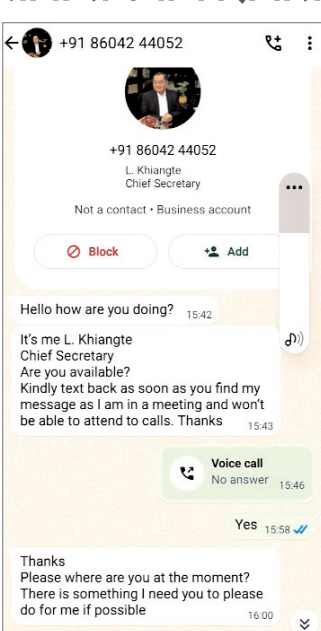 +91 86042 44052
+91 86042 44052
L. Khiangte
Chief Secretary
Not a contact • Business account
Block
Add
Hello how are you doing? 15:42
It's me L. Khiangte
Chief Secretary
Are you available?
Kindly text back as soon as you find my
message as I am in a meeting and won't
be able to attend to calls. Thanks 15:43
Voice call
No answer 15:46
Yes 15:58
Thanks
Please where are you at the moment?
There is something I need you to please
do for me if possible 16:00